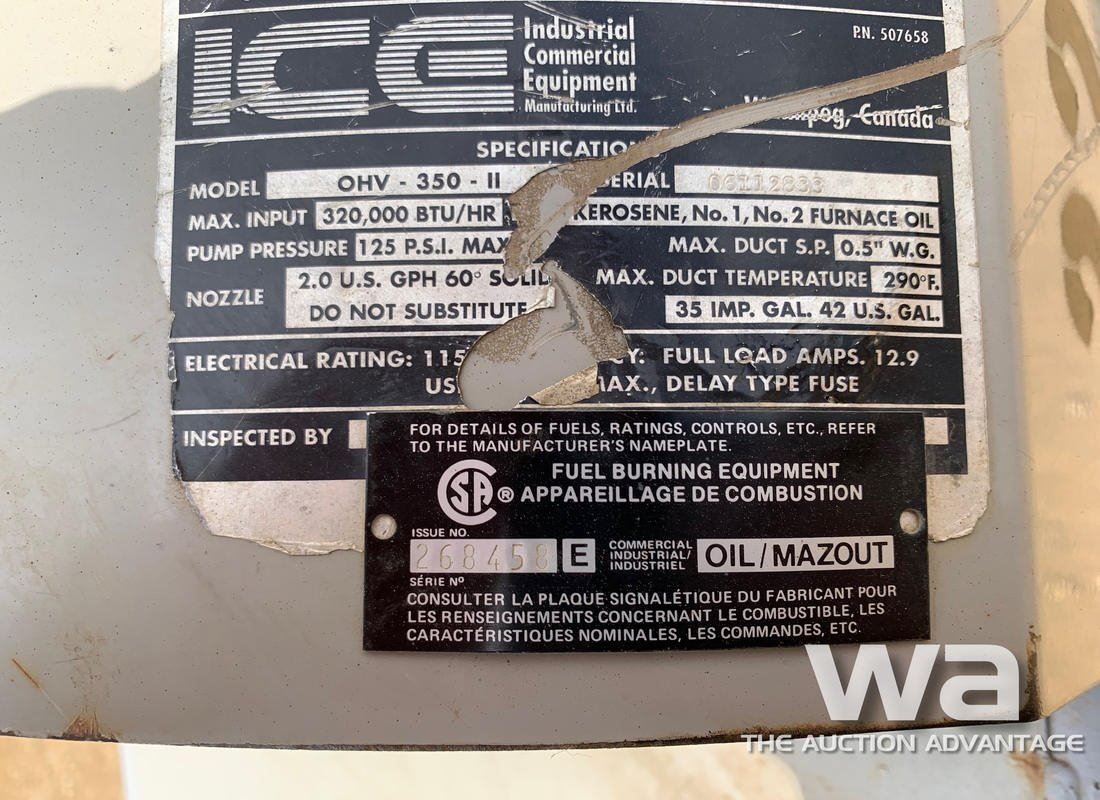 ICE Industrial
Commercial
Equipment
Manufacturing Ltd.
P.N. 507658
Canada
MODEL OHV - 350 - II SERIAL
MAX. INPUT 320,000 BTU/HR KEROSENE, No. 1, No. 2 FURNACE OIL
PUMP PRESSURE 125 P.S.I. MAX MAX. DUCT S.P. 0.5" W.G.
NOZZLE 2.0 U.S. GPH 60° SOLID MAX. DUCT TEMPERATURE 290°F.
DO NOT SUBSTITUTE 35 IMP. GAL. 42 U.S. GAL.
ELECTRICAL RATING: 115 FULL LOAD AMPS. 12.9
DELAY TYPE FUSE
INSPECTED BY
FOR DETAILS OF FUELS, RATINGS, CONTROLS, ETC., REFER
TO THE MANUFACTURER'S NAMEPLATE.
SA ® FUEL BURNING EQUIPMENT
APPAREILLAGE DE COMBUSTION
ISSUE NO.
268458 E COMMERCIAL
INDUSTRIAL/
INDUSTRIEL
OIL/MAZOUT
SÉRIE Nº
CONSULTER LA PLAQUE SIGNALÉTIQUE DU FABRICANT POUR
LES RENSEIGNEMENTS CONCERNANT LE COMBUSTIBLE, LES
CARACTÉRISTIQUES NOMINALES, LES COMMANDES, ETC.
wa
THE AUCTION ADVANTAGE